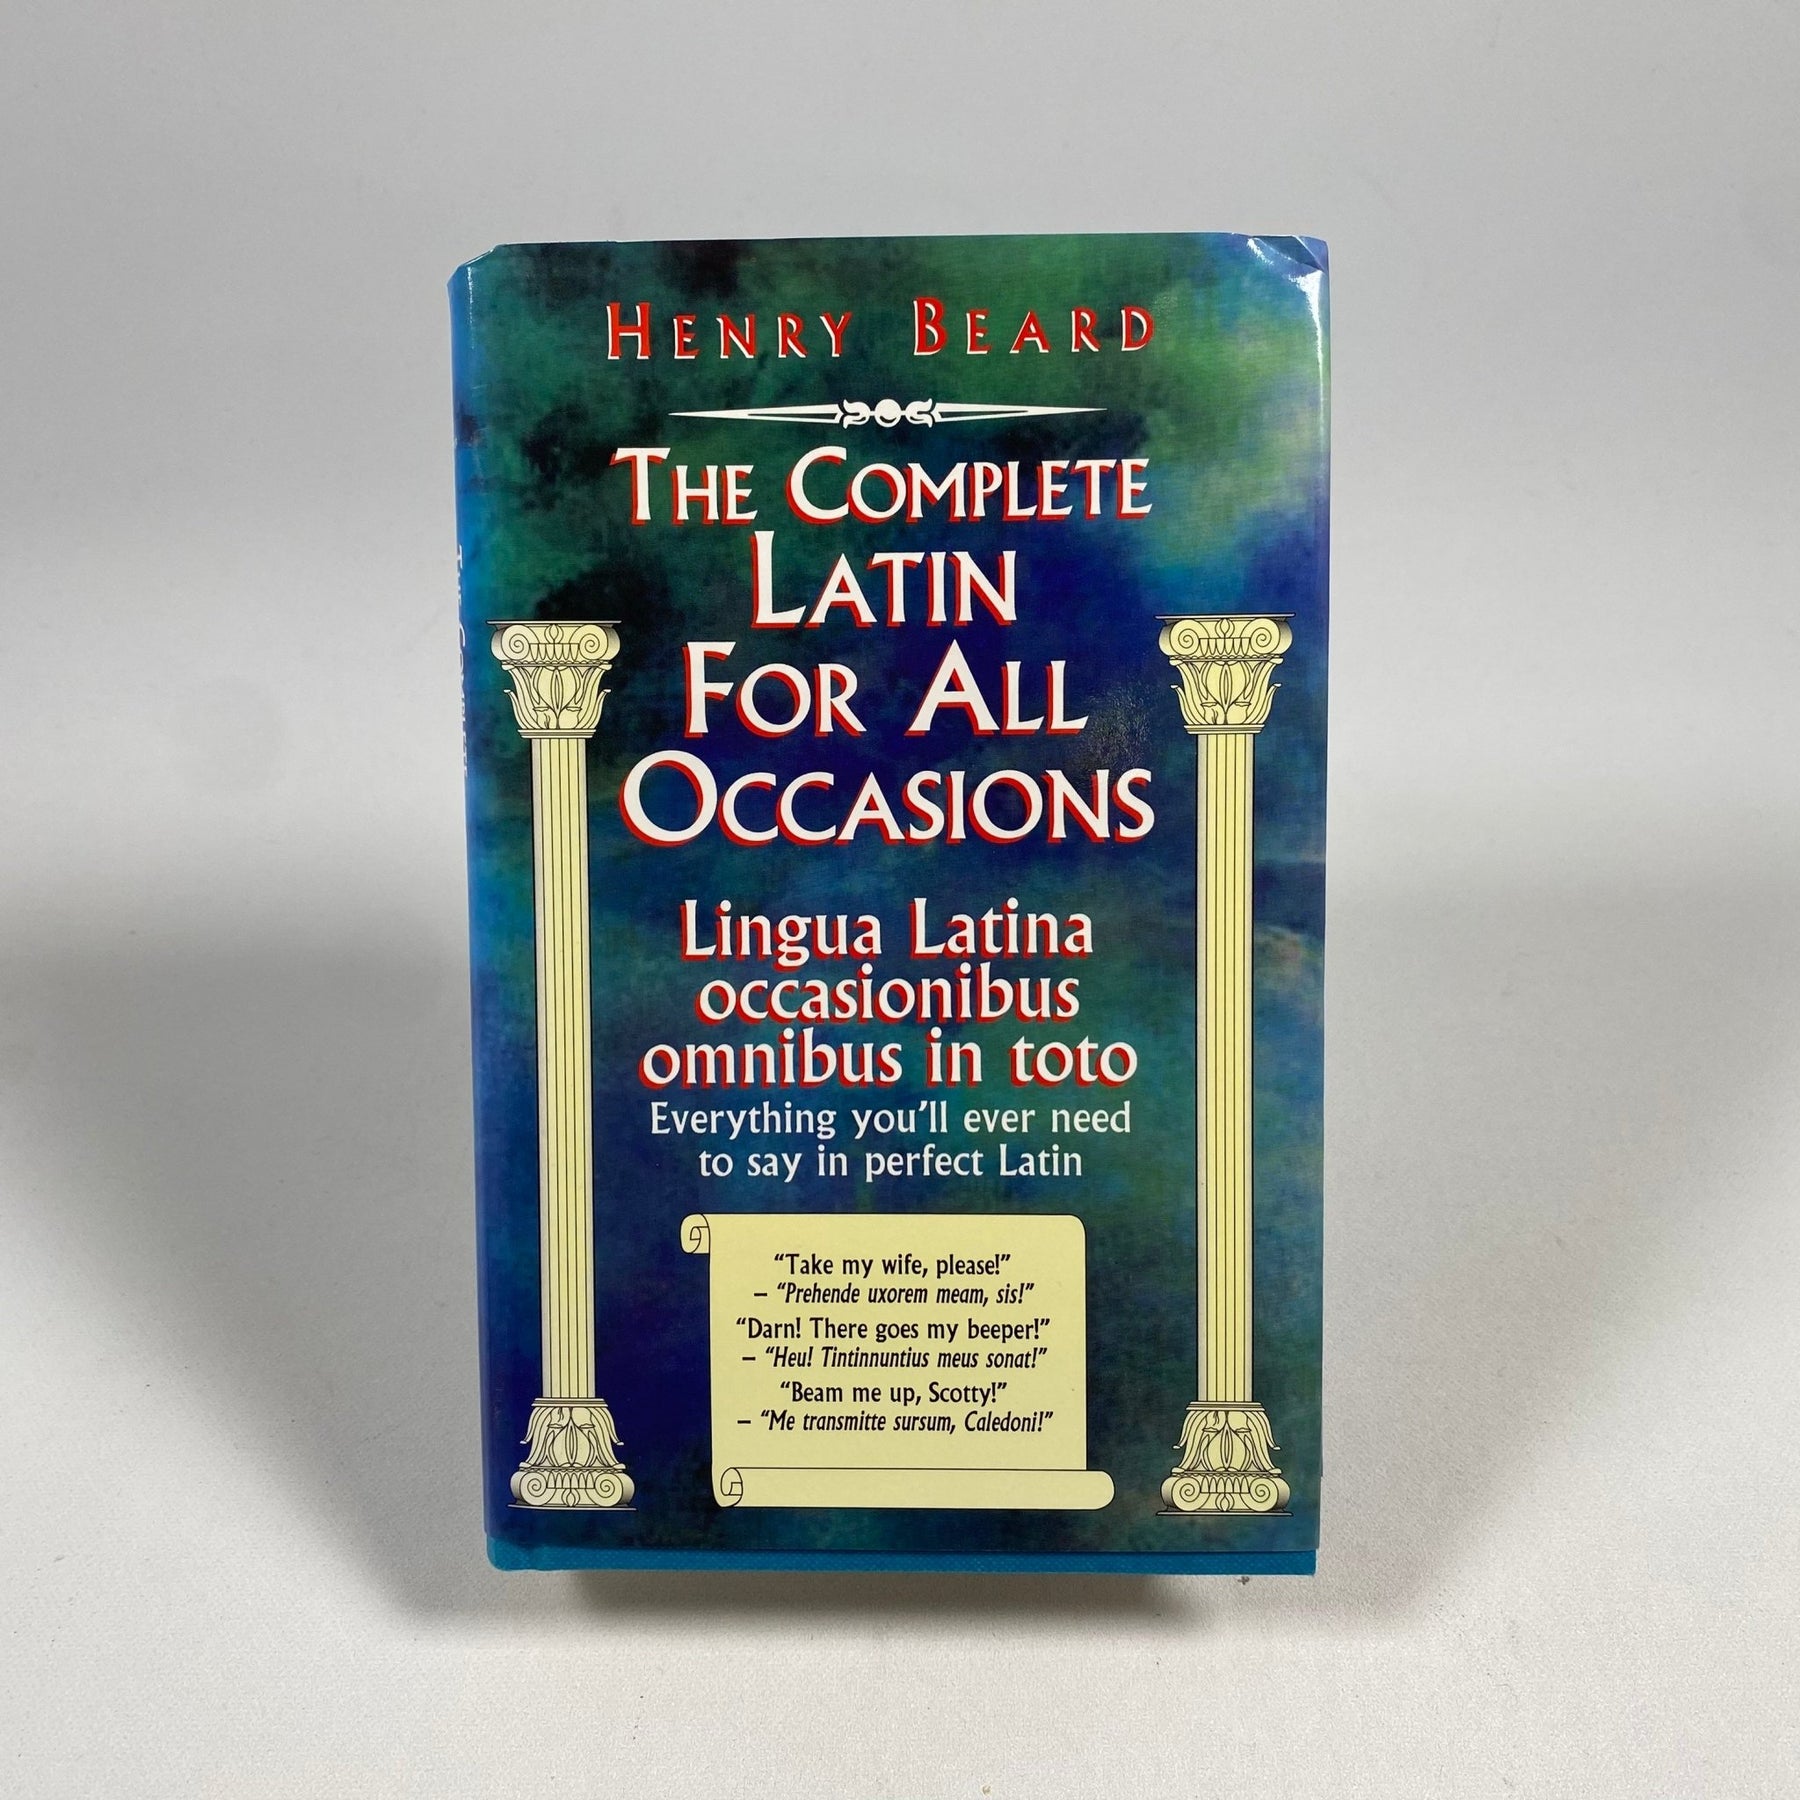 HENRY BEARD
THE COMPLETE
LATIN
FOR ALL
OCCASIONS
Lingua Latina
occasionibus
omnibus in toto
Everything you'll ever need
to say in perfect Latin
“Take my wife, please!”
– “Prehende uxorem meam, sis!”
“Darn! There goes my beeper!”
– “Heu! Tintinnuntius meus sonat!”
“Beam me up, Scotty!”
– “Me transmitte sursum, Caledoni!”
THE COMPLETE